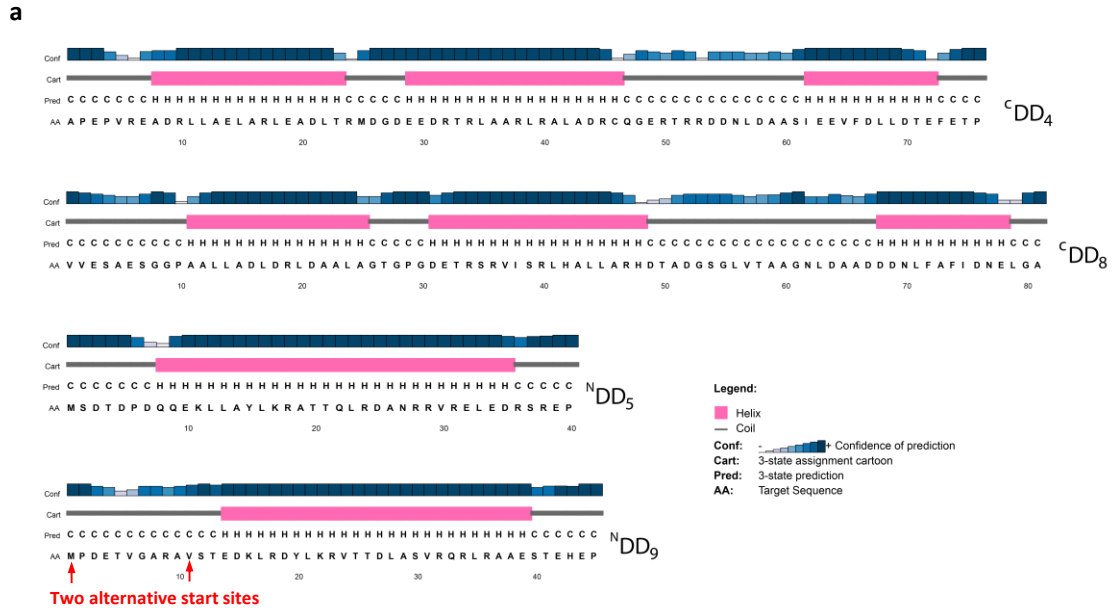 a
Conf
Cart
Pred C C C C C C C H H H H H H H H H H H H H H H H C C C C C H H H H H H H H H H H H H H H H H H C C C C C C C C C C C C C C C H H H H H H H H H H H C C C C
AA A P E P V R E A D R L L A E L A R L E A D L T R M D G D E E D R T R L A A R L R A L A D R C Q G E R T R R D D N L D A A S I E E V F D L L D T E F E T P
10 20 30 40 50 60 70
cDD4
Conf
Cart
Pred C C C C C C C C C C H H H H H H H H H H H H H H H C C C C C H H H H H H H H H H H H H H H H H H C C C C C C C C C C C C C C C C C C C H H H H H H H H H H H C C C
AA V V E S A E S G G P A A L L A D L D R L D A A L A G T G P G D E T R S R V I S R L H A L L A R H D T A D G S G L V T A A G N L D A A D D D N L F A F I D N E L G A
10 20 30 40 50 60 70 80
cDD8
Conf
Cart
Pred C C C C C C C H H H H H H H H H H H H H H H H H H H H H H H H H H H H C C C C C
AA M S D T D P D Q Q E K L L A Y L K R A T T Q L R D A N R R V R E L E D R S R E P
10 20 30 40
NDD5
Legend:
Helix
Coil
Conf: - + Confidence of prediction
Cart: 3-state assignment cartoon
Pred: 3-state prediction
AA: Target Sequence
Conf
Cart
Pred C C C C C C C C C C C C C H H H H H H H H H H H H H H H H H H H H H H H H H H C C C C C C
AA M P D E T V G A R A V S T E D K L R D Y L K R V T T D L A S V R Q R L R A A E S T E H E P
10 20 30 40
NDD9
Two alternative start sites